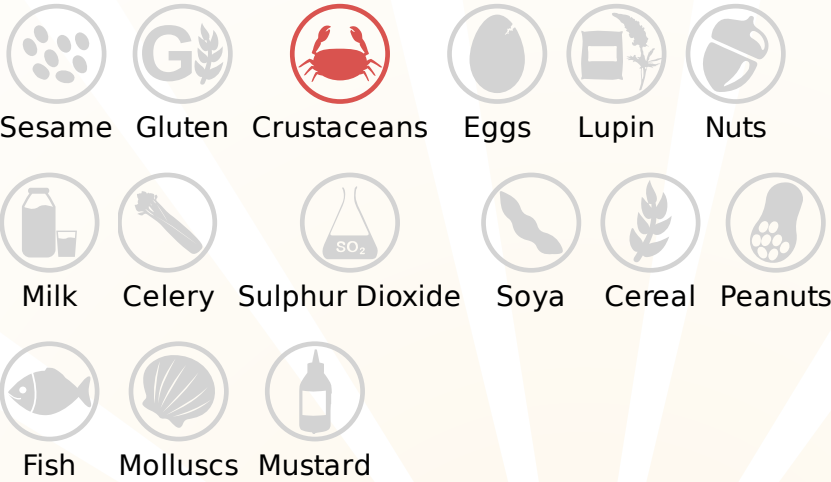 G
Sesame Gluten Crustaceans Eggs Lupin Nuts
SO₂
Milk Celery Sulphur Dioxide Soya Cereal Peanuts
Fish Molluscs Mustard